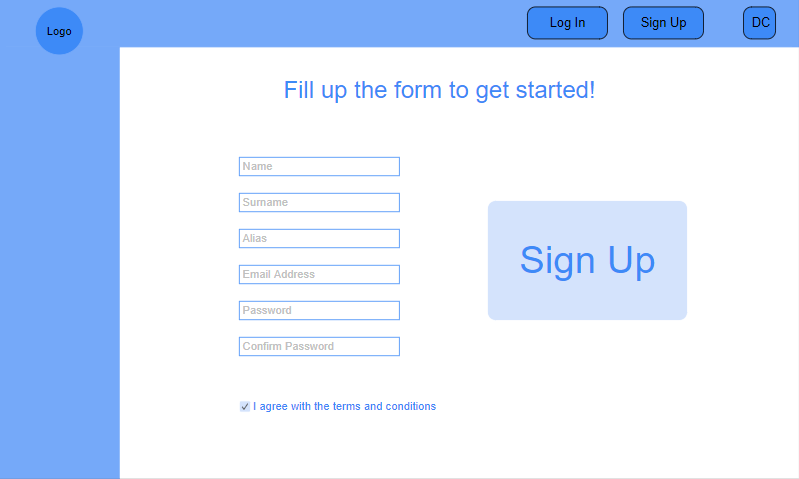 Logo
Log In
Sign Up
DC
Fill up the form to get started!
Name
Surname
Alias
Email Address
Password
Confirm Password
Sign Up
I agree with the terms and conditions